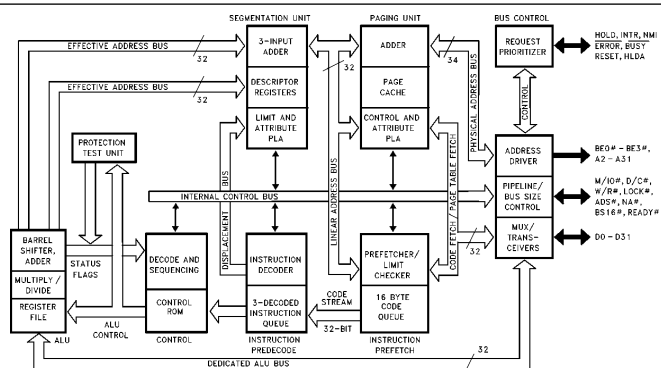 SEGMENTATION UNIT
PAGING UNIT
BUS CONTROL
EFFECTIVE ADDRESS BUS
32
3-INPUT
ADDER
32
ADDER
34
REQUEST
PRIORITIZER
HOLD, INTR, NMI
ERROR, BUSY
RESET, HLDA
EFFECTIVE ADDRESS BUS
32
DESCRIPTOR
REGISTERS
PAGE
CACHE
PHYSICAL ADDRESS BUS
CONTROL
PROTECTION
TEST UNIT
LIMIT AND
ATTRIBUTE
PLA
CONTROL AND
ATTRIBUTE
PLA
ADDRESS
DRIVER
BE0# - BE3#,
A2 - A31
DISPLACEMENT BUS
LINEAR ADDRESS BUS
CODE FETCH/PAGE TABLE FETCH
INTERNAL CONTROL BUS
PIPELINE/
BUS SIZE
CONTROL
M/IO#, D/C#,
W/R#, LOCK#,
ADS#, NA#,
BS16#, READY#
BARREL
SHIFTER,
ADDER
STATUS
FLAGS
DECODE AND
SEQUENCING
INSTRUCTION
DECODER
PREFETCHER/
LIMIT
CHECKER
32
MUX/
TRANS-
CEIVERS
D0 - D31
MULTIPLY /
DIVIDE
REGISTER
FILE
CONTROL
ROM
3-DECODED
INSTRUCTION
QUEUE
CODE
STREAM
32-BIT
16 BYTE
CODE
QUEUE
ALU
ALU
CONTROL
CONTROL
INSTRUCTION
PREDECODE
INSTRUCTION
PREFETCH
DEDICATED ALU BUS
32